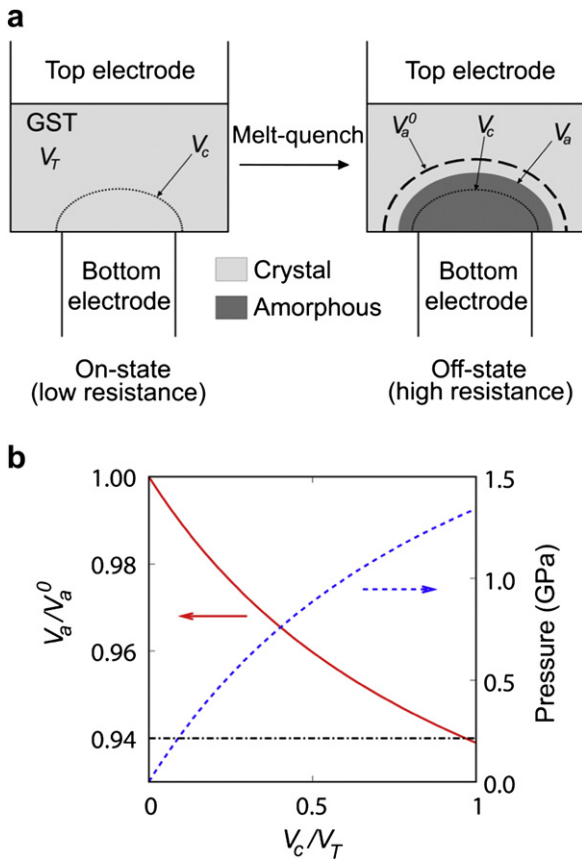 a
Top electrode
GST
V_T
V_c
Bottom
electrode
On-state
(low resistance)
Melt-quench
Crystal
Amorphous
Top electrode
V_a^0
V_c
V_a
Bottom
electrode
Off-state
(high resistance)
b
V_a/V_a^0
1.00
0.98
0.96
0.94
0
0.5
1
V_c/V_T
1.5
1.0
0.5
0.0
Pressure (GPa)